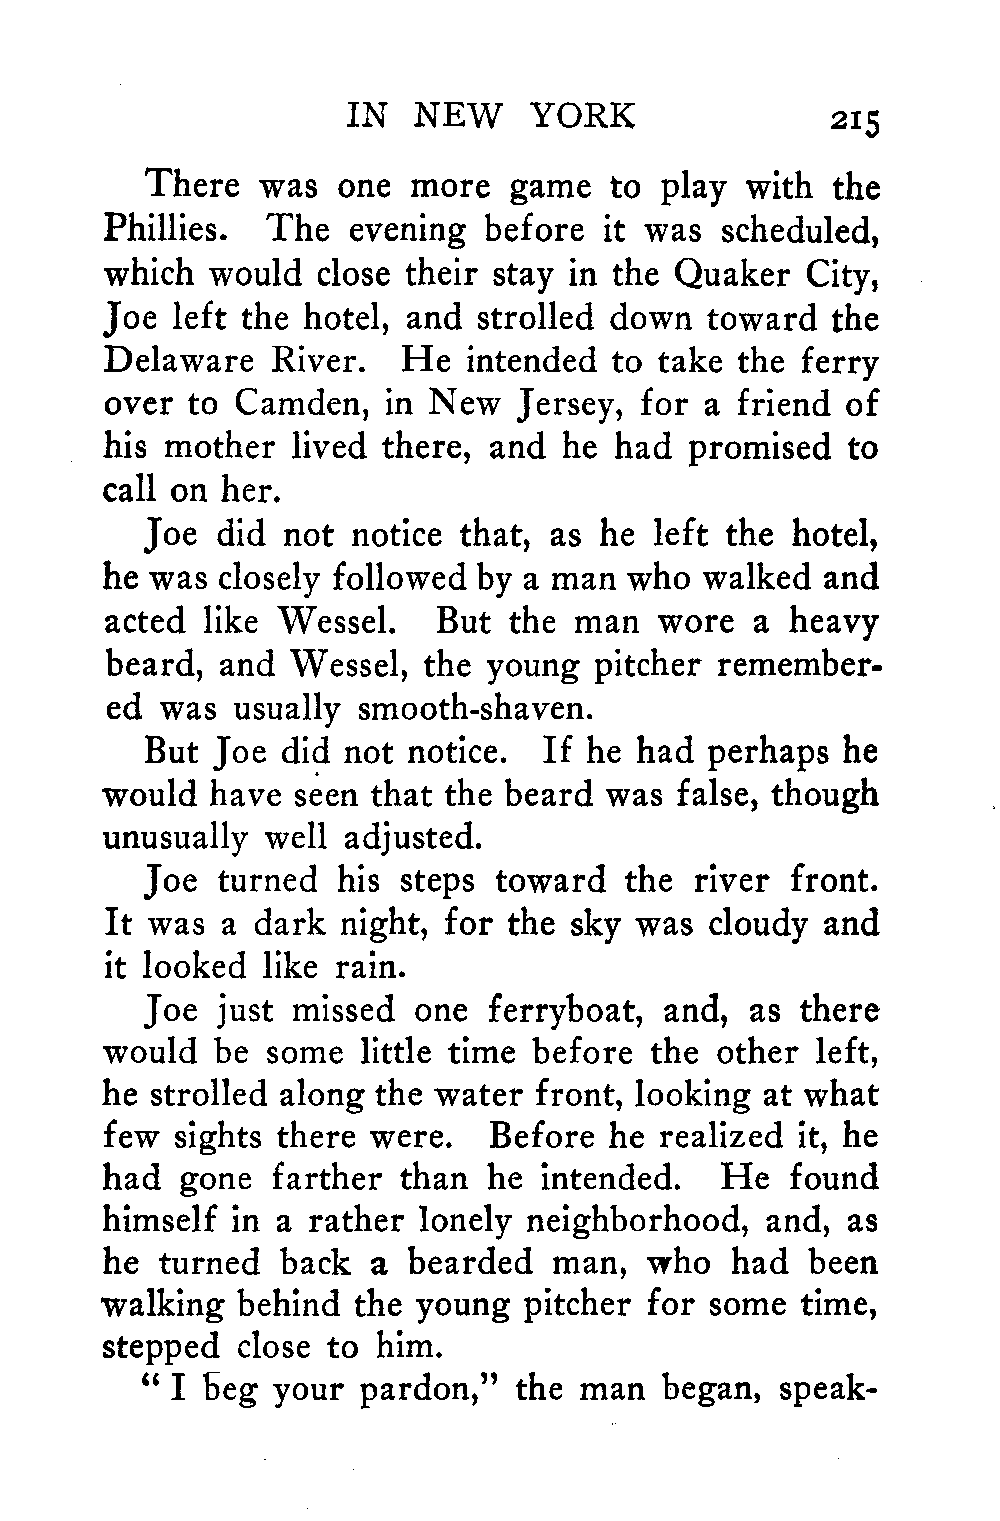 IN NEW YORK 215
There was one more game to play with the
Phillies. The evening before it was scheduled,
which would close their stay in the Quaker City,
Joe left the hotel, and strolled down toward the
Delaware River. He intended to take the ferry
over to Camden, in New Jersey, for a friend of
his mother lived there, and he had promised to
call on her.
Joe did not notice that, as he left the hotel,
he was closely followed by a man who walked and
acted like Wessel. But the man wore a heavy
beard, and Wessel, the young pitcher remember-
ed was usually smooth-shaven.
But Joe did not notice. If he had perhaps he
would have seen that the beard was false, though
unusually well adjusted.
Joe turned his steps toward the river front.
It was a dark night, for the sky was cloudy and
it looked like rain.
Joe just missed one ferryboat, and, as there
would be some little time before the other left,
he strolled along the water front, looking at what
few sights there were. Before he realized it, he
had gone farther than he intended. He found
himself in a rather lonely neighborhood, and, as
he turned back a bearded man, who had been
walking behind the young pitcher for some time,
stepped close to him.
“ I beg your pardon,” the man began, speak-